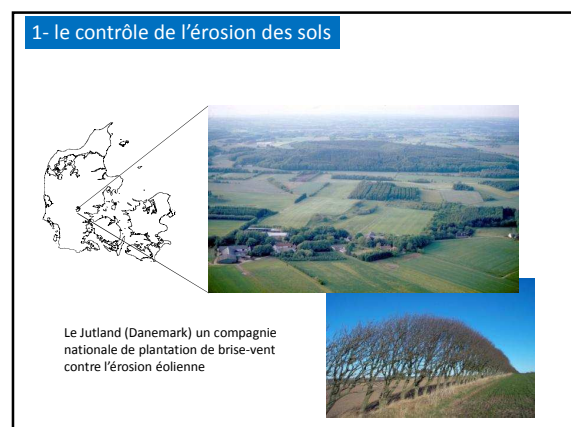 1- le contrôle de l'érosion des sols
Le Jutland (Danemark) un compagnie
nationale de plantation de brise-vent
contre l'érosion éolienne